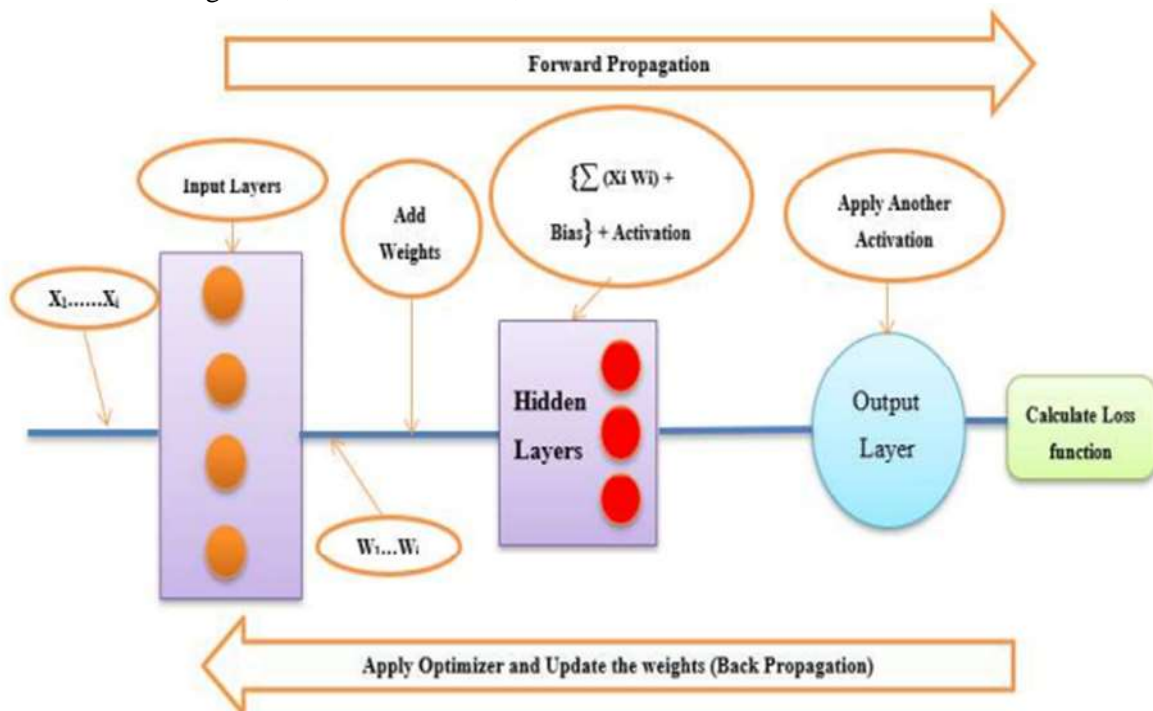 Forward Propagation
Input Layers
Add
Weights
{∑ (Xi Wi) +
Bias} + Activation
Apply Another
Activation
X₁......Xᵢ
Hidden
Layers
Output
Layer
Calculate Loss
function
W₁...Wᵢ
Apply Optimizer and Update the weights (Back Propagation)